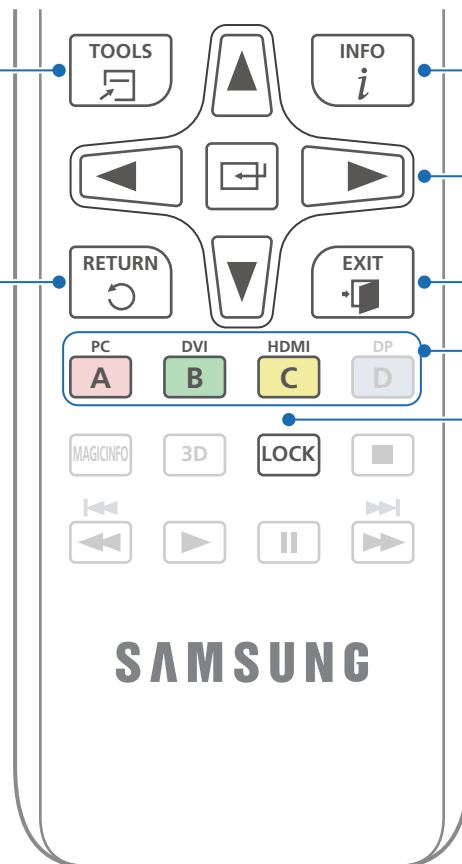 TOOLS INFO
i
RETURN EXIT
PC DVI HDMI DP
A B C D
MAGICINFO 3D LOCK
SAMSUNG